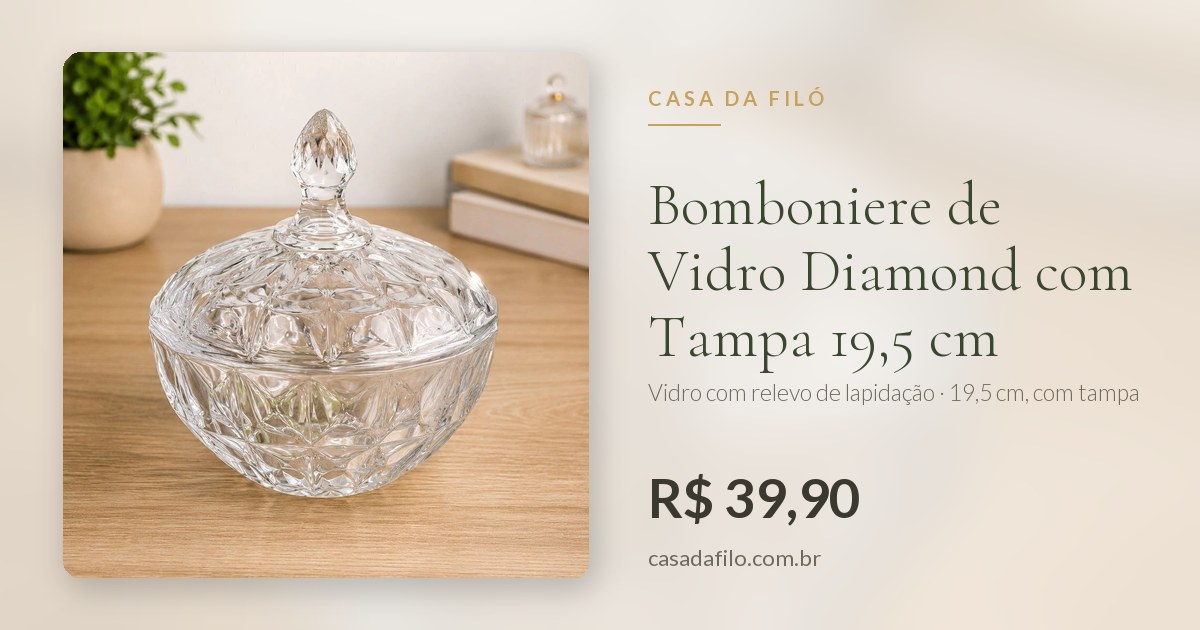 CASA DA FILÓ
Bomboniere de
Vidro Diamond com
Tampa 19,5 cm
Vidro com relevo de lapidação · 19,5 cm, com tampa
R$ 39,90
casadafilo.com.br